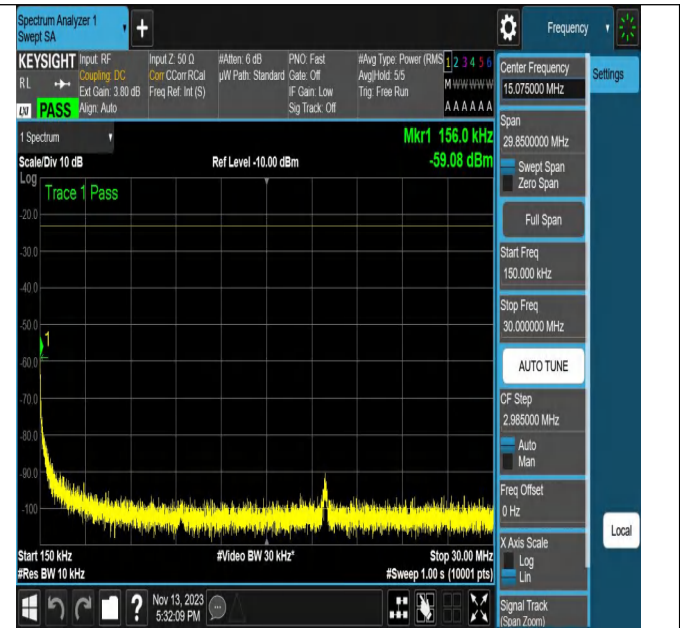 Spectrum Analyzer 1
Swept SA
+
Frequency
KEYSIGHT
RL
LXI
PASS
Input: RF
Coupling: DC
Ext Gain: 3.80 dB
Align: Auto
Input Z: 50 Ω
Corr CCorr RCal
Freq Ref: Int (S)
#Atten: 6 dB
µW Path: Standard
PNO: Fast
Gate: Off
IF Gain: Low
Sig Track: Off
#Avg Type: Power (RMS
Avg|Hold: 5/5
Trig: Free Run
1 2 3 4 5 6
M W W W W W
A A A A A A
1 Spectrum
Mkr1 156.0 kHz
Scale/Div 10 dB
Ref Level -10.00 dBm
-59.08 dBm
Log
Trace 1 Pass
-20.0
-30.0
-40.0
-50.0
1
-60.0
-70.0
-80.0
-90.0
-100
Start 150 kHz
#Video BW 30 kHz*
Stop 30.00 MHz
#Res BW 10 kHz
#Sweep 1.00 s (10001 pts)
Center Frequency
15.075000 MHz
Settings
Span
29.8500000 MHz
Swept Span
Zero Span
Full Span
Start Freq
150.000 kHz
Stop Freq
30.000000 MHz
AUTO TUNE
CF Step
2.985000 MHz
Auto
Man
Freq Offset
0 Hz
Local
X Axis Scale
Log
Lin
Signal Track
(Span Zoom)
?
Nov 13, 2023
5:32:09 PM